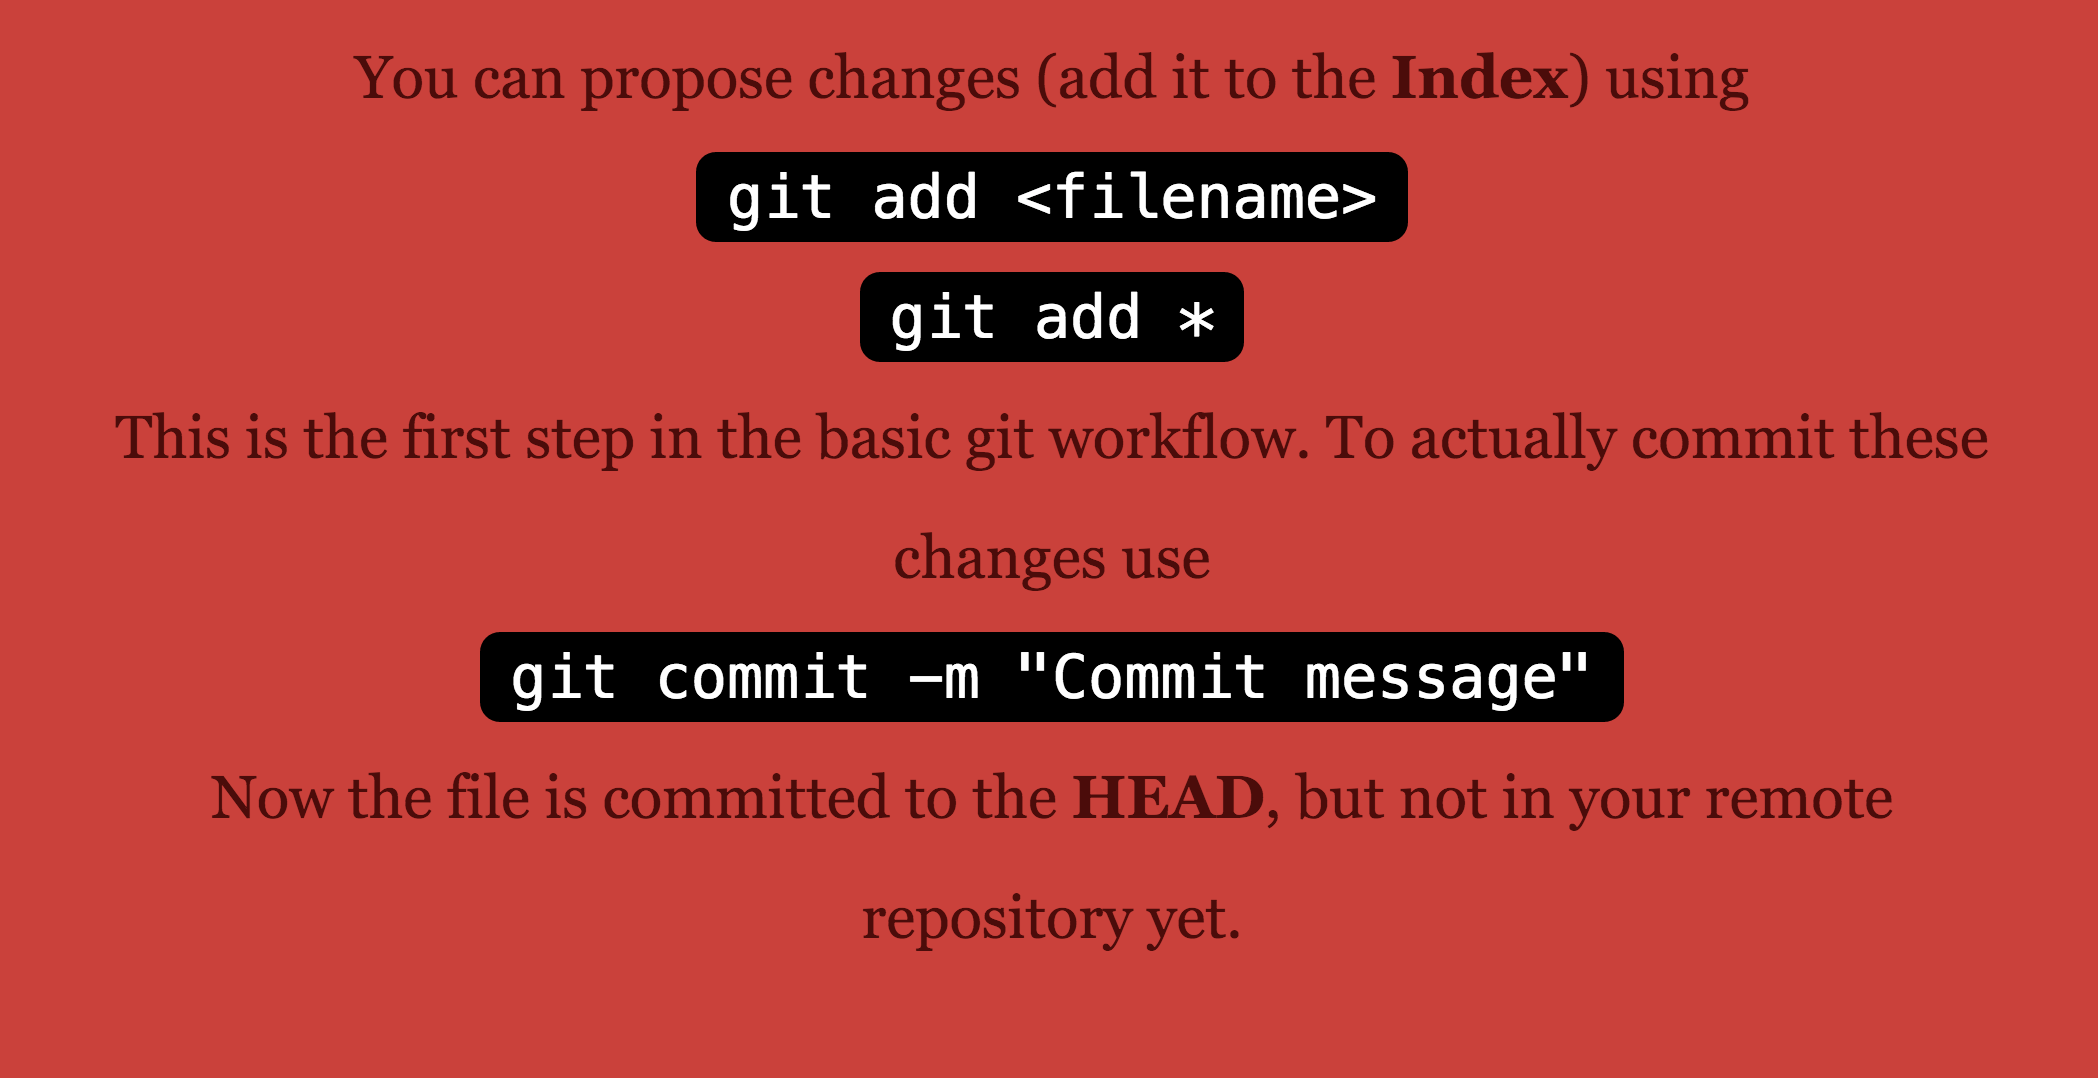 You can propose changes (add it to the Index) using
git add <filename>
git add *
This is the first step in the basic git workflow. To actually commit these
changes use
git commit -m "Commit message"
Now the file is committed to the HEAD, but not in your remote
repository yet.